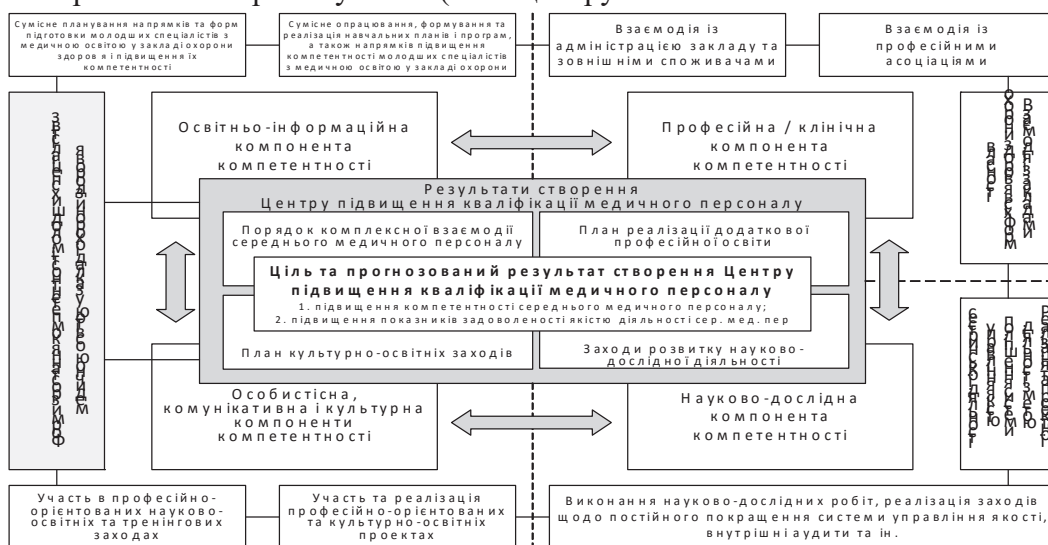 Сумісне планування напрямків та форм
підготовки молодших спеціалістів з
медичною освітою у закладі охорони
здоров я і підвищення їх
компетентності
Сумісне опрацювання, формування та
реалізація навчальних планів і програм,
а також напрямків підвищення
компетентності молодших спеціалістів
з медичною освітою у закладі охорони
Взаємодія із
адміністрацією закладу та
зовнішніми споживачами
Взаємодія із
професійними
асоціаціями
Освітньо-інформаційна
компонента
компетентності
Професійна / клінічна
компонента
компетентності
Результати створення
Центру підвищення кваліфікації медичного персоналу
Порядок комплексної взаємодії
середнього медичного персоналу
План реалізації додаткової
професійної освіти
Ціль та прогнозований результат створення Центру
підвищення кваліфікації медичного персоналу
1. підвищення компетентності середнього медичного персоналу;
2. підвищення показників задоволеності якістю діяльності сер. мед. пер
План культурно-освітніх заходів
Заходи розвитку науково-
дослідної діяльності
Особистісна,
комунікативна і культурна
компоненти
компетентності
Науково-дослідна
компонента
компетентності
Участь в професійно-
орієнтованих науково-
освітніх та тренінгових
заходах
Участь та реалізація
професійно-орієнтованих
та культурно-освітніх
проектах
Виконання науково-дослідних робіт, реалізація заходів
щодо постійного покращення системи управління якості,
внутрішні аудити та ін.